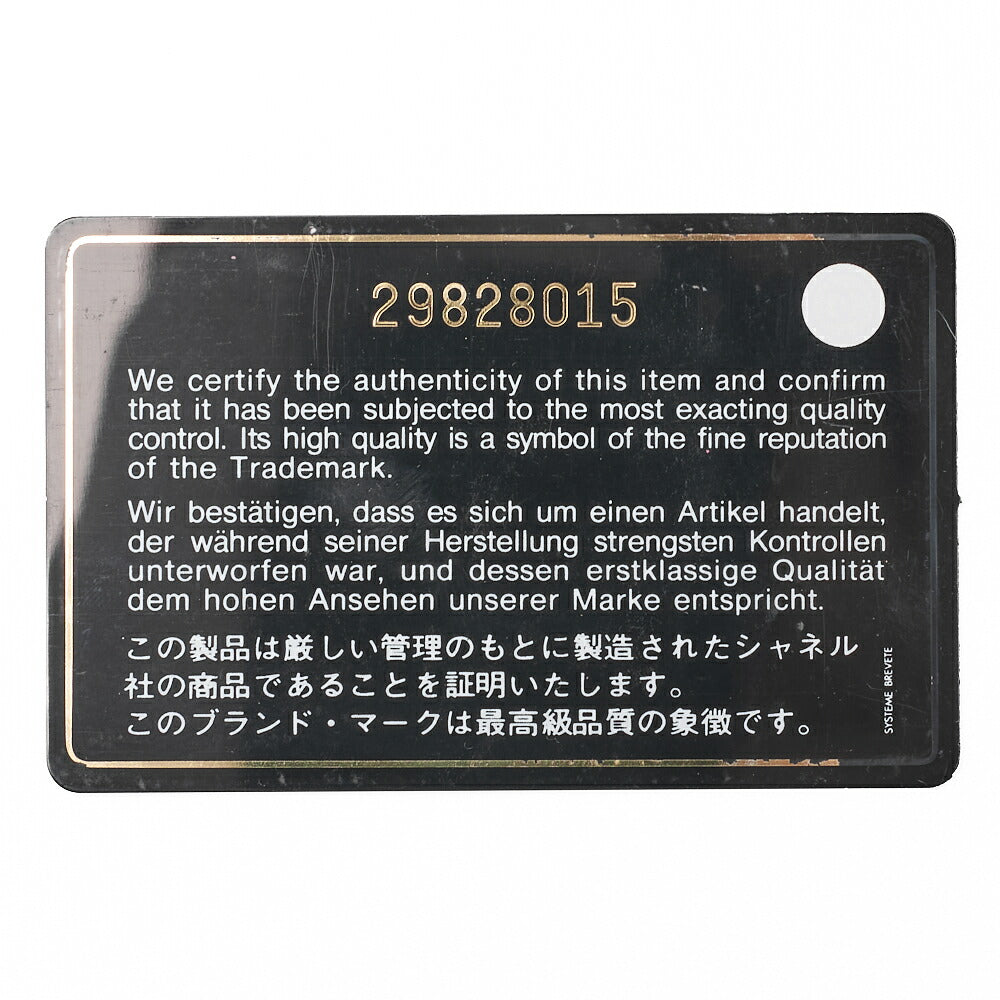 29828015
We certify the authenticity of this item and confirm
that it has been subjected to the most exacting quality
control. Its high quality is a symbol of the fine reputation
of the Trademark.
Wir bestätigen, dass es sich um einen Artikel handelt,
der während seiner Herstellung strengsten Kontrollen
unterworfen war, und dessen erstklassige Qualität
dem hohen Ansehen unserer Marke entspricht.
この製品は厳しい管理のもとに製造されたシャネル
社の商品であることを証明いたします。
このブランド・マークは最高級品質の象徴です。
SYSTEME BREVETE